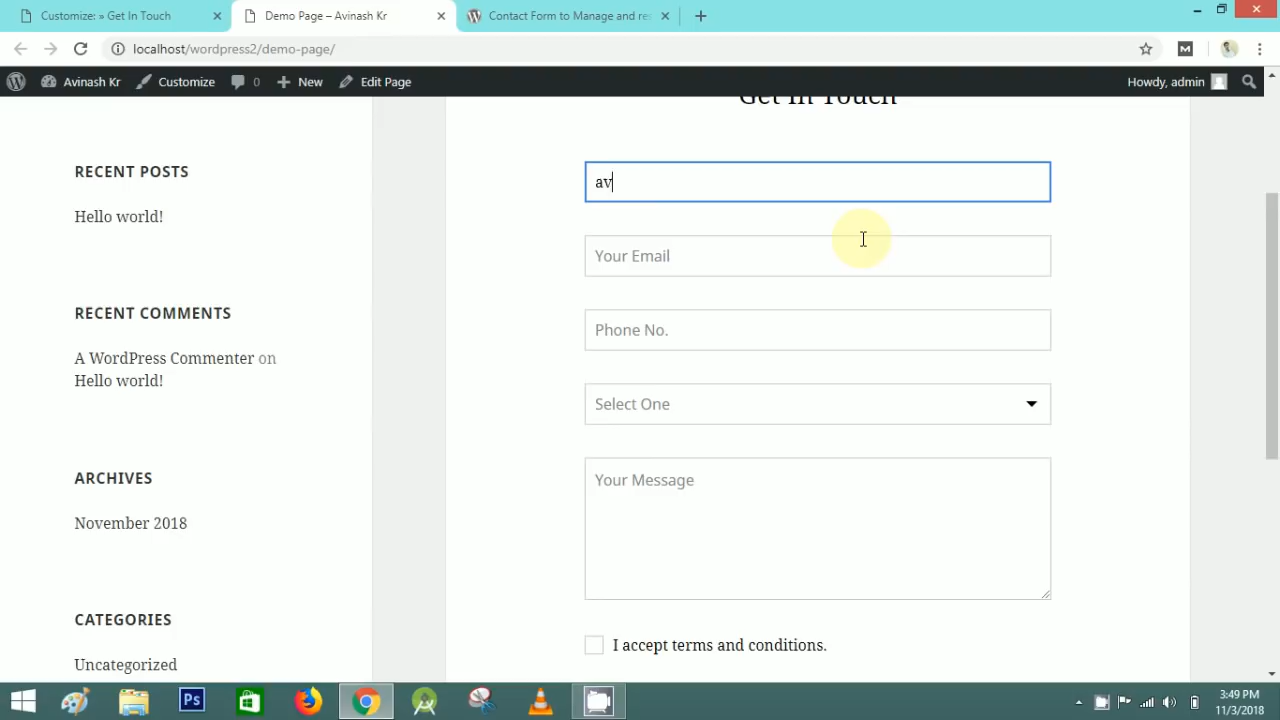 Customize: » Get In Touch
Demo Page – Avinash Kr
Contact Form to Manage and re
localhost/wordpress2/demo-page/
Avinash Kr
Customize
0
New
Edit Page
Howdy, admin
Get In Touch
RECENT POSTS
Hello world!
RECENT COMMENTS
A WordPress Commenter on
Hello world!
ARCHIVES
November 2018
CATEGORIES
Uncategorized
av
Your Email
Phone No.
Select One
Your Message
I accept terms and conditions.
Ps
3:49 PM
11/3/2018